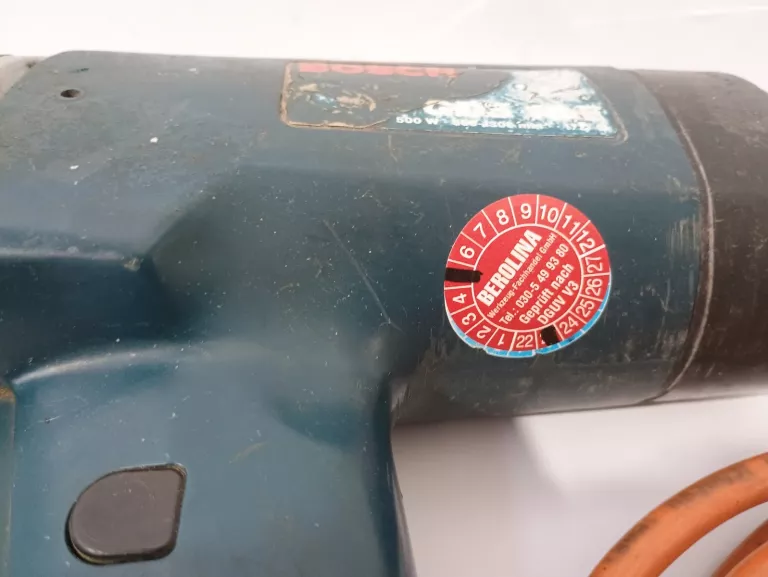 BOSCH
500 W
6 7 8 9 10 11 12 27 26 25 24 22 1 2 3 4
BEROLINA
Werkzeug-Fachhandel GmbH
Tel.: 030-5 49 93 80
Geprüft nach
DGUV V3